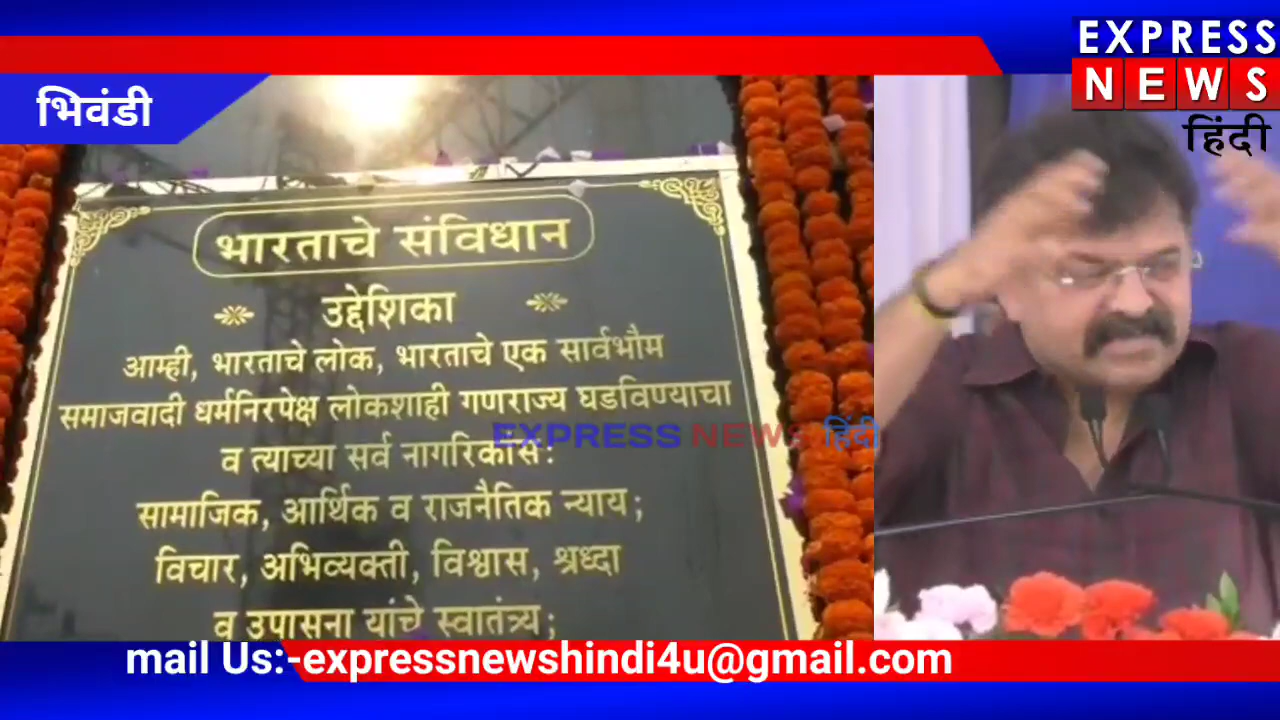 EXPRESS
NEWS
हिंदी
भिवंडी
भारताचे संविधान
उद्देशिका
आम्ही, भारताचे लोक, भारताचे एक सार्वभौम
समाजवादी धर्मनिरपेक्ष लोकशाही गणराज्य घडविण्याचा
व त्याच्या सर्व नागरिकांस:
सामाजिक, आर्थिक व राजनैतिक न्याय;
विचार, अभिव्यक्ती, विश्वास, श्रध्दा
व उपासना यांचे स्वातंत्र्य;
EXPRESS NEWS हिंदी
mail Us:-expressnewshindi4u@gmail.com